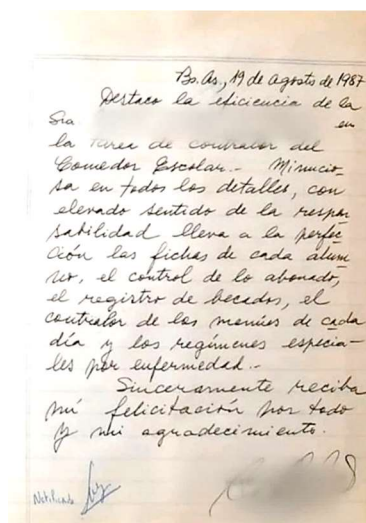 Bs. As., 19 de agosto de 1987
Destaco la eficiencia de la
Sra en
la tarea de contralor del
Comedor Escolar.- Minucio-
sa en todos los detalles, con
elevado sentido de la respon
sabilidad lleva a la perfec-
ción las fichas de cada alum
no, el control de lo abonado,
el registro de becados, el
contralor de los menúes de cada
día y los regímenes especia-
les por enfermedad.-
Sinceramente reciba
mi felicitación por todo
y mi agradecimiento.
Notificada